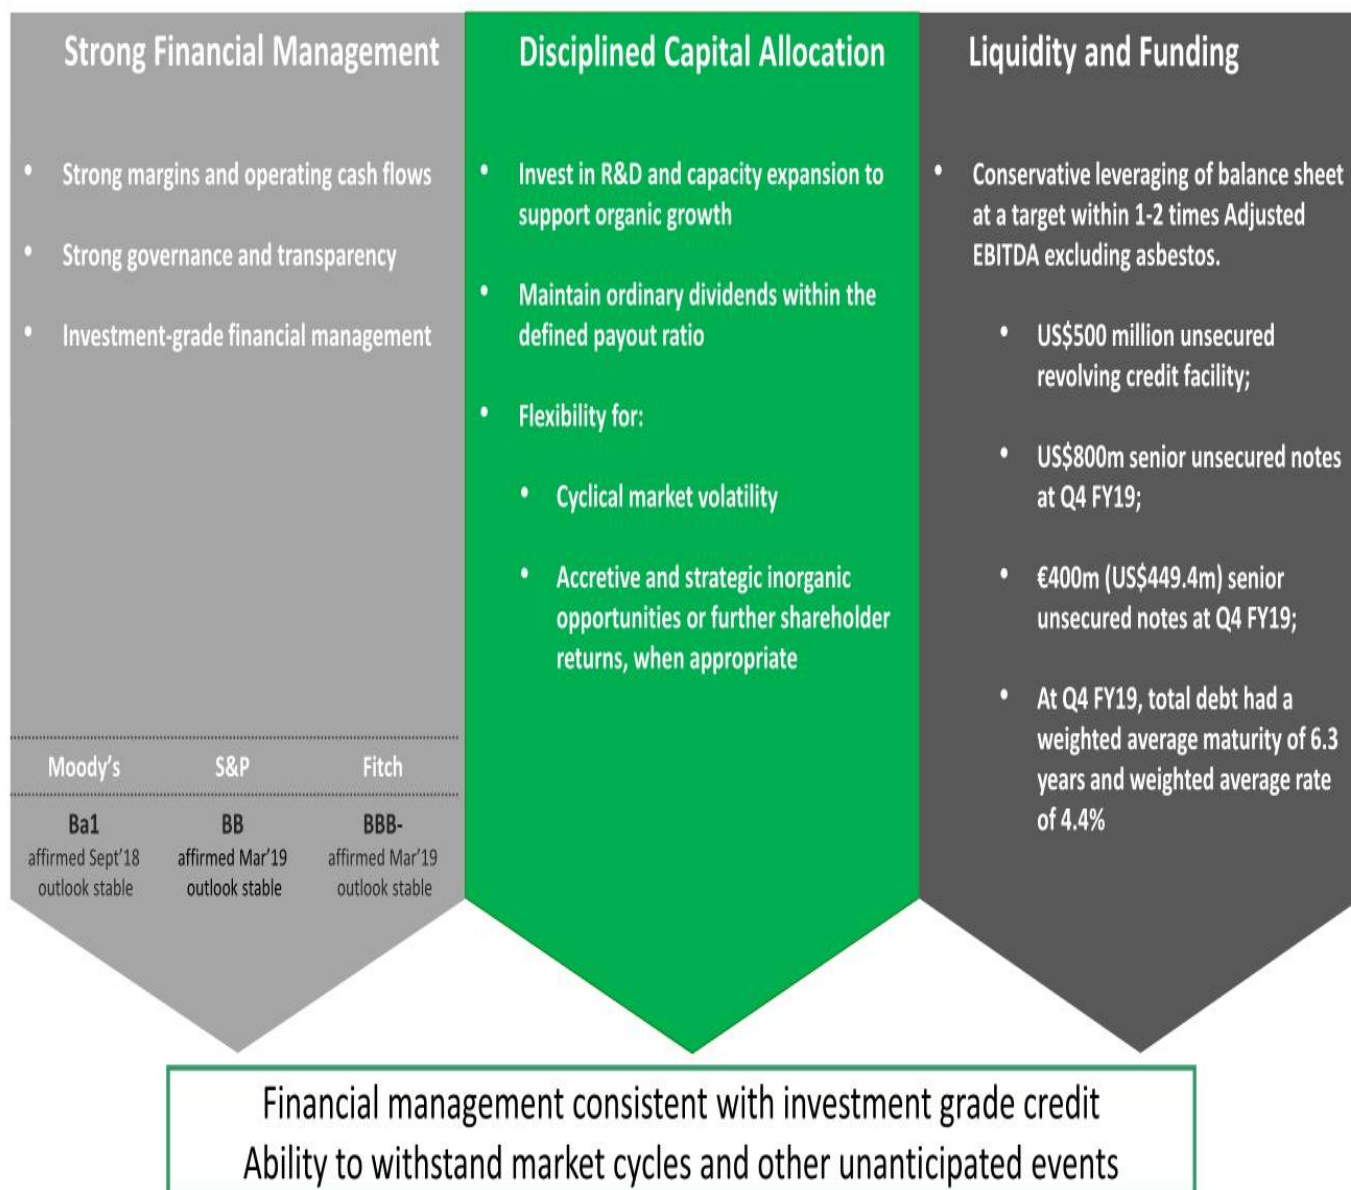 Strong Financial Management
• Strong margins and operating cash flows
• Strong governance and transparency
• Investment-grade financial management
Moody's S&P Fitch
Ba1 BB BBB-
affirmed Sept'18 affirmed Mar'19 affirmed Mar'19
outlook stable outlook stable outlook stable
Disciplined Capital Allocation
• Invest in R&D and capacity expansion to
support organic growth
• Maintain ordinary dividends within the
defined payout ratio
• Flexibility for:
• Cyclical market volatility
• Accretive and strategic inorganic
opportunities or further shareholder
returns, when appropriate
Liquidity and Funding
• Conservative leveraging of balance sheet
at a target within 1-2 times Adjusted
EBITDA excluding asbestos.
• US$500 million unsecured
revolving credit facility;
• US$800m senior unsecured notes
at Q4 FY19;
• €400m (US$449.4m) senior
unsecured notes at Q4 FY19;
• At Q4 FY19, total debt had a
weighted average maturity of 6.3
years and weighted average rate
of 4.4%
Financial management consistent with investment grade credit
Ability to withstand market cycles and other unanticipated events